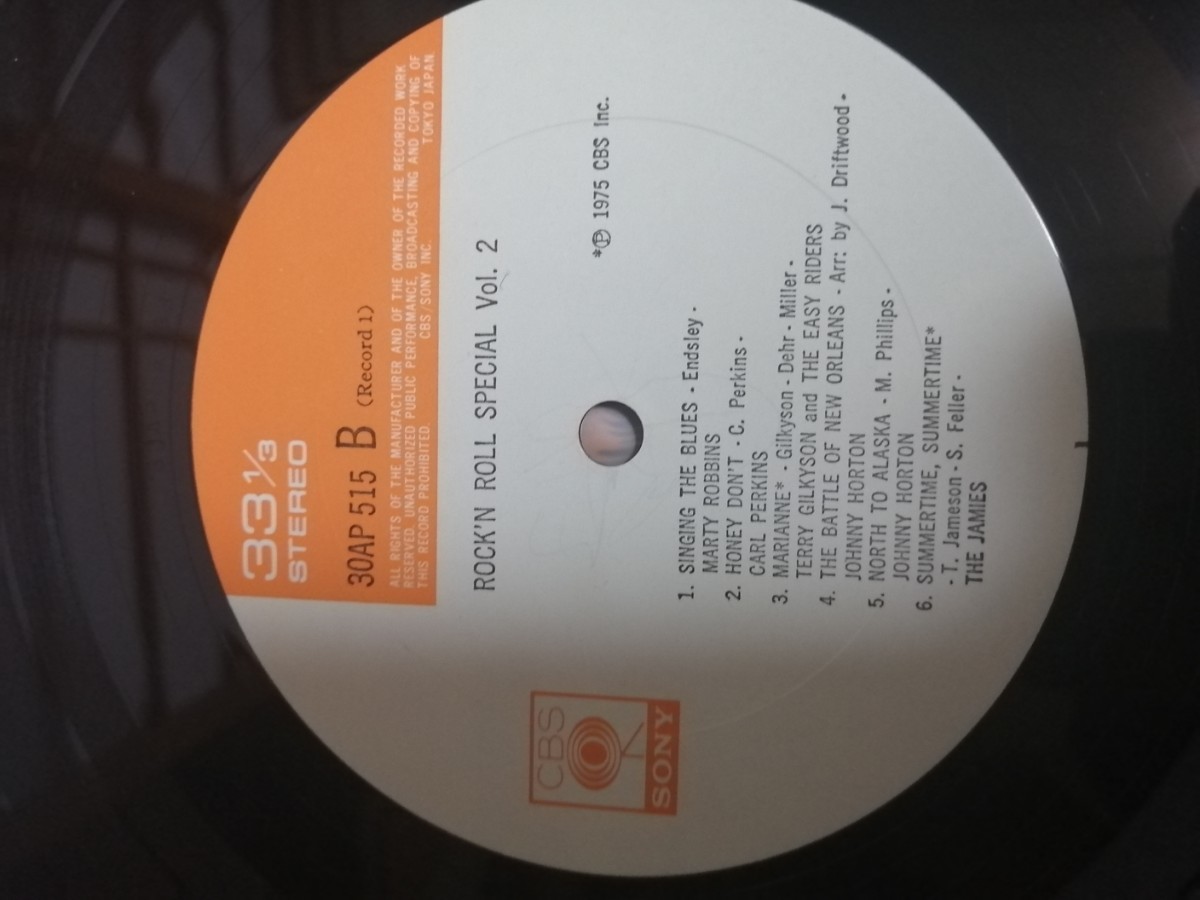 33 1/3
STEREO
30AP 515 B (Record 1)
ALL RIGHTS OF THE MANUFACTURER AND OF THE OWNER OF THE RECORDED WORK
RESERVED. UNAUTHORIZED PUBLIC PERFORMANCE, BROADCASTING AND COPYING OF
THIS RECORD PROHIBITED. CBS/SONY INC. TOKYO JAPAN
ROCK'N ROLL SPECIAL Vol. 2
*℗ 1975 CBS Inc.
CBS
SONY
1. SINGING THE BLUES - Endsley -
MARTY ROBBINS
2. HONEY DON'T - C. Perkins -
CARL PERKINS
3. MARIANNE* - Gilkyson - Dehr - Miller -
TERRY GILKYSON and THE EASY RIDERS
4. THE BATTLE OF NEW ORLEANS - Arr: by J. Driftwood -
JOHNNY HORTON
5. NORTH TO ALASKA - M. Phillips -
JOHNNY HORTON
6. SUMMERTIME, SUMMERTIME*
- T. Jameson - S. Feller -
THE JAMIES